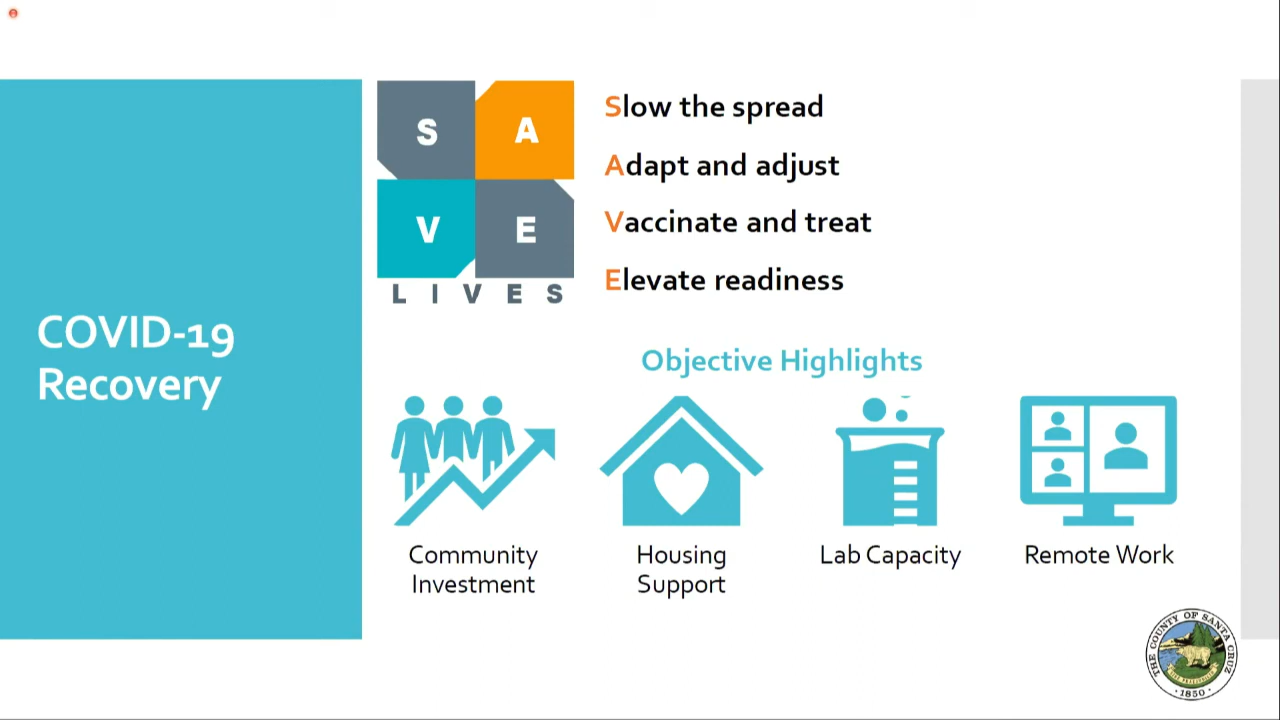 COVID-19
Recovery
S A
V E
LIVES
Slow the spread
Adapt and adjust
Vaccinate and treat
Elevate readiness
Objective Highlights
Community
Investment
Housing
Support
Lab Capacity
Remote Work
THE COUNTY OF SANTA CRUZ
1850